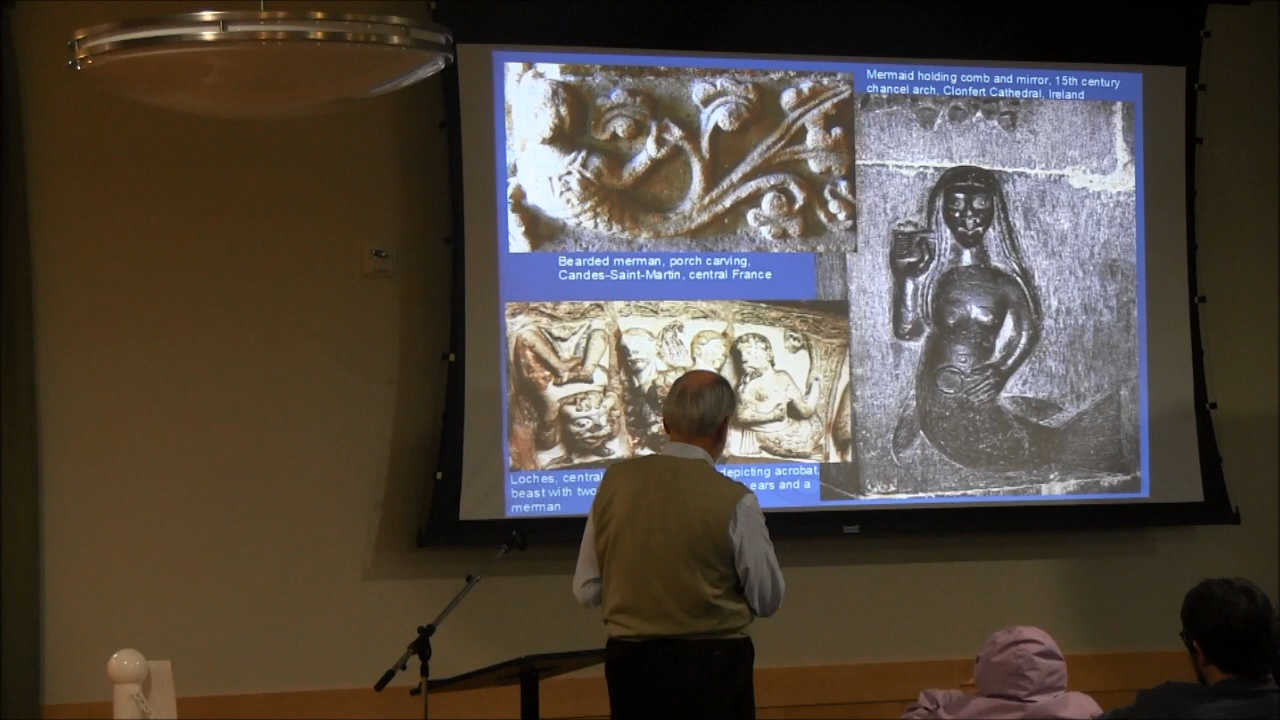 Mermaid holding comb and mirror, 15th century
chancel arch, Clonfert Cathedral, Ireland
Bearded merman, porch carving,
Candes-Saint-Martin, central France
Loches, central depicting acrobat,
beast with two ears and a
merman